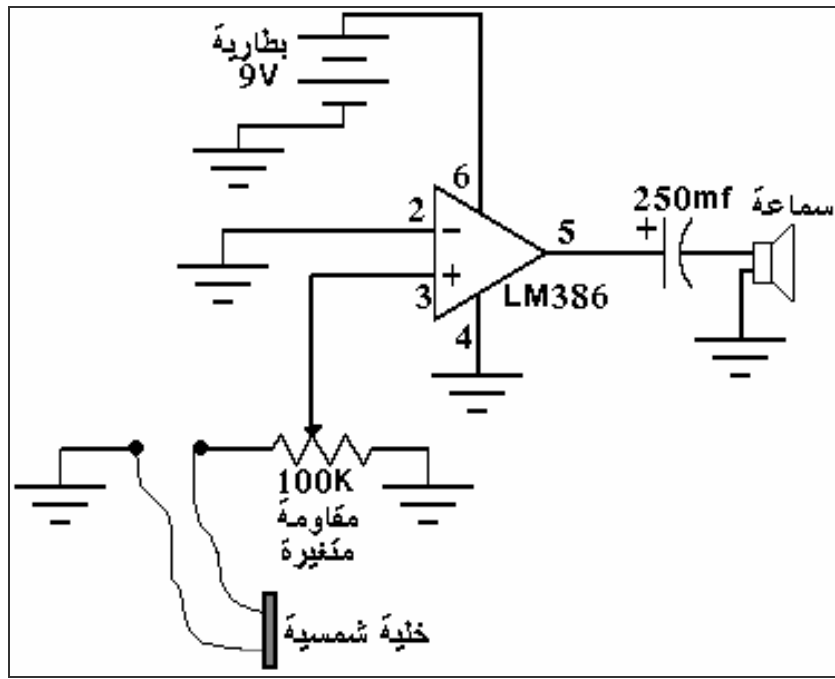 بطارية
9V
6
2
5
250mf
سماعة
+
−
+
3
LM386
4
100K
مقاومة
متغيرة
خلية شمسية